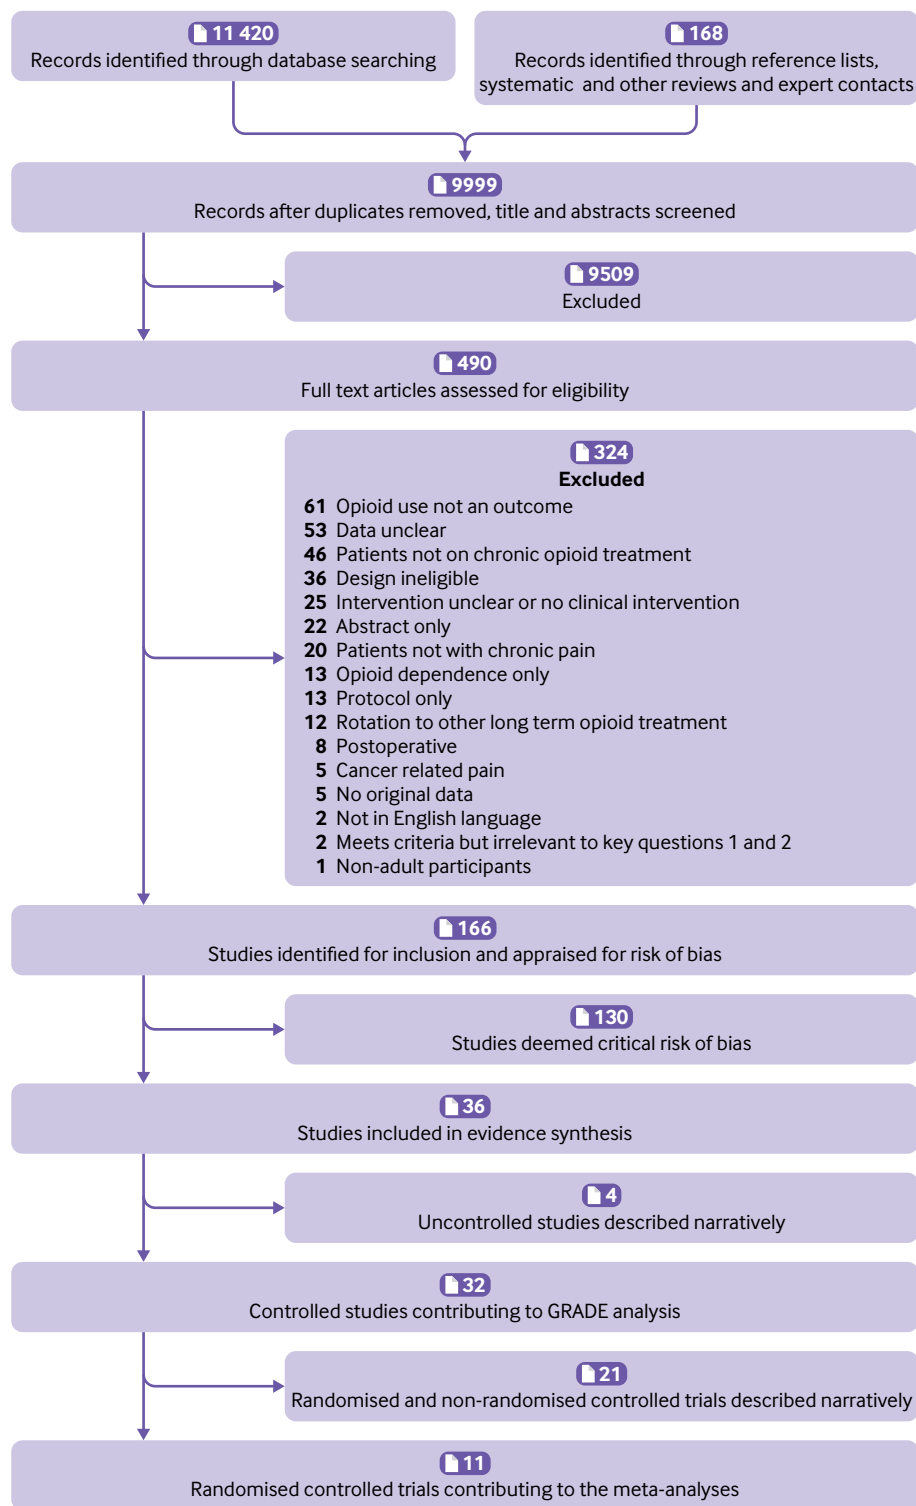 11 420
Records identified through database searching
168
Records identified through reference lists,
systematic and other reviews and expert contacts
9999
Records after duplicates removed, title and abstracts screened
9509
Excluded
490
Full text articles assessed for eligibility
324
Excluded
61 Opioid use not an outcome
53 Data unclear
46 Patients not on chronic opioid treatment
36 Design ineligible
25 Intervention unclear or no clinical intervention
22 Abstract only
20 Patients not with chronic pain
13 Opioid dependence only
13 Protocol only
12 Rotation to other long term opioid treatment
8 Postoperative
5 Cancer related pain
5 No original data
2 Not in English language
2 Meets criteria but irrelevant to key questions 1 and 2
1 Non-adult participants
166
Studies identified for inclusion and appraised for risk of bias
130
Studies deemed critical risk of bias
36
Studies included in evidence synthesis
4
Uncontrolled studies described narratively
32
Controlled studies contributing to GRADE analysis
21
Randomised and non-randomised controlled trials described narratively
11
Randomised controlled trials contributing to the meta-analyses